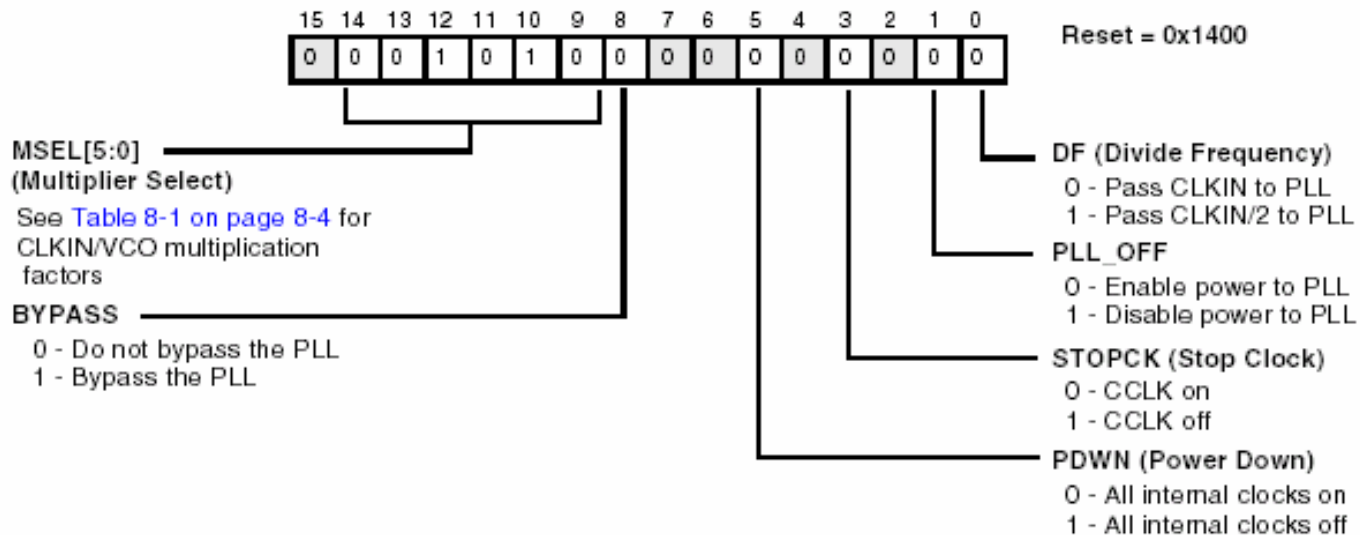 15 14 13 12 11 10 9 8 7 6 5 4 3 2 1 0
Reset = 0x1400
0 0 0 1 0 1 0 0 0 0 0 0 0 0 0 0
MSEL[5:0]
(Multiplier Select)
See Table 8-1 on page 8-4 for
CLKIN/VCO multiplication
factors
BYPASS
0 - Do not bypass the PLL
1 - Bypass the PLL
DF (Divide Frequency)
0 - Pass CLKIN to PLL
1 - Pass CLKIN/2 to PLL
PLL_OFF
0 - Enable power to PLL
1 - Disable power to PLL
STOPCK (Stop Clock)
0 - CCLK on
1 - CCLK off
PDWN (Power Down)
0 - All internal clocks on
1 - All internal clocks off